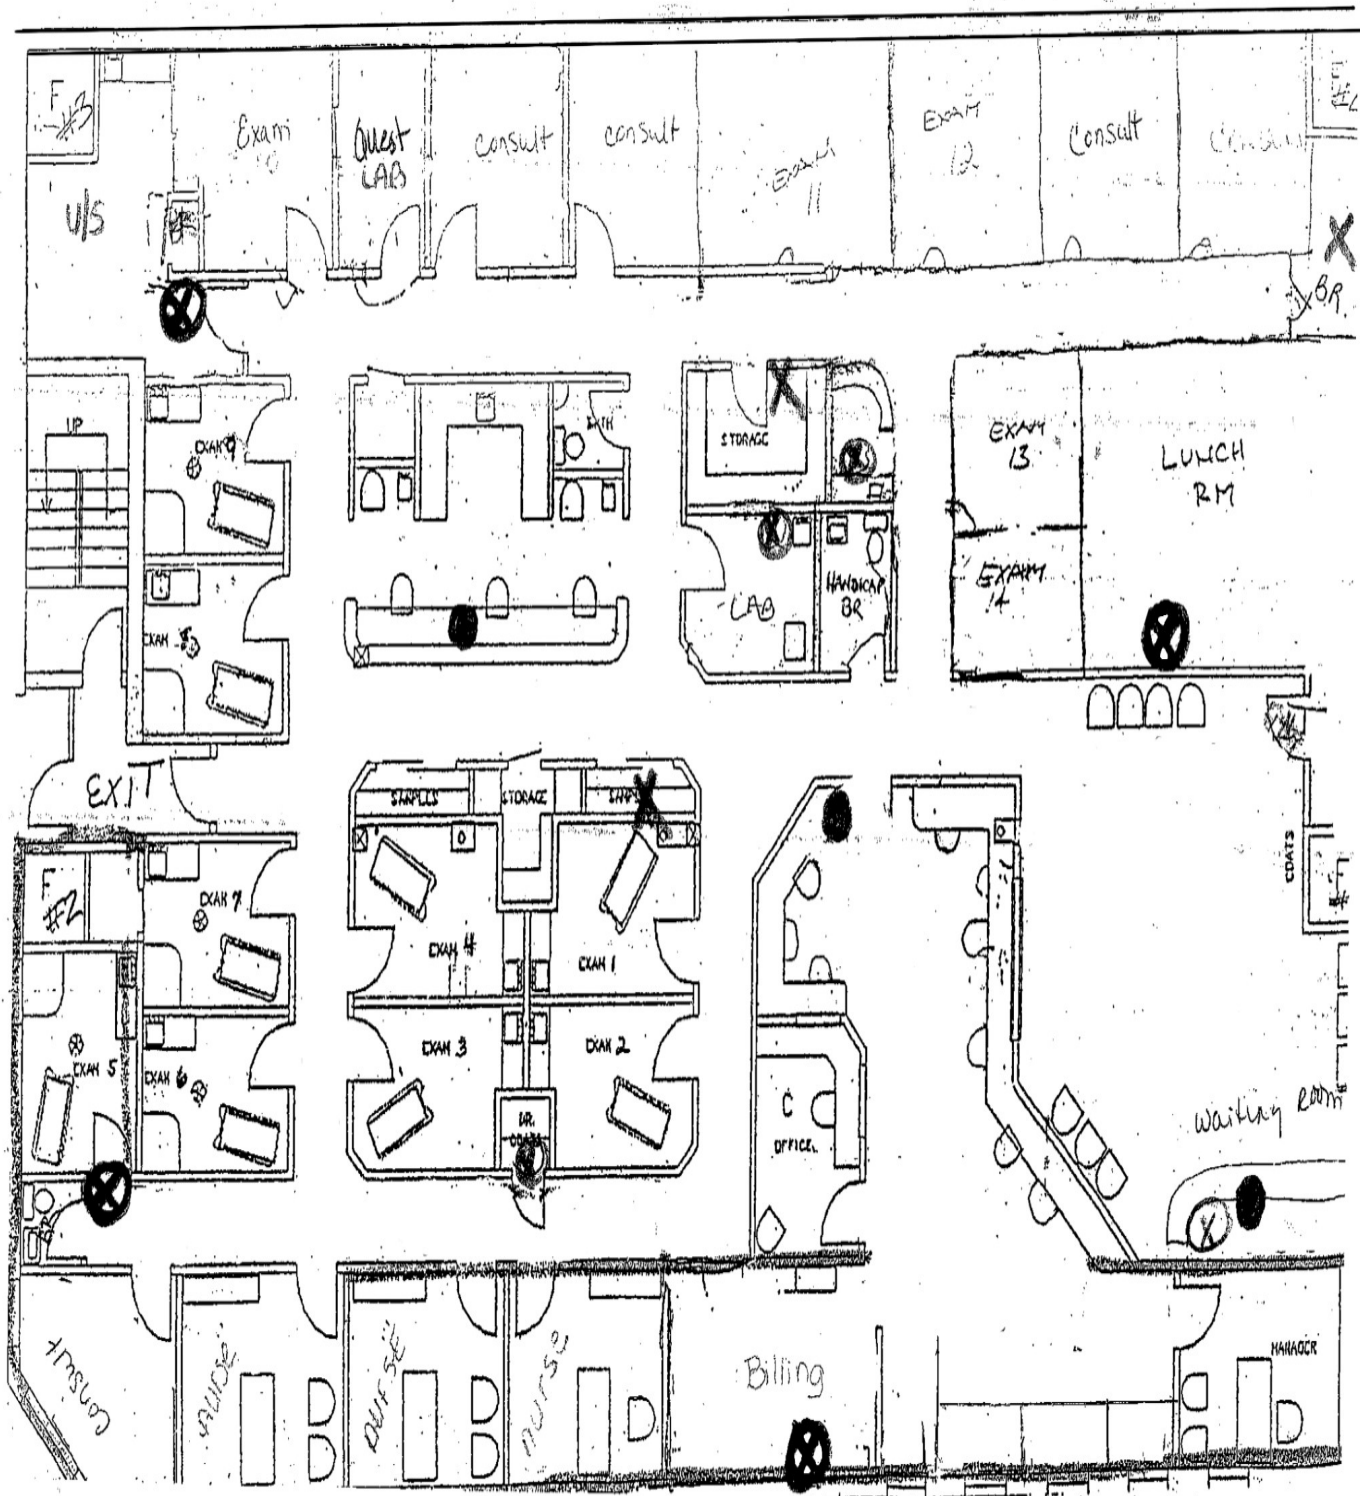 F
#3
Exam
10
Quest
LAB
Consult
consult
Exam
11
EXAM
12
Consult
U/S
BR.
UP
EXAM 9
BATH
STORAGE
EXAM
13
LUNCH
RM
EXAM 8
LAB
HANDICAP
BR
EXAM
14
EXIT
SAMPLES
STORAGE
COATS
F
#2
EXAM 7
EXAM 4
EXAM 1
EXAM 5
EXAM 6
EXAM 3
EXAM 2
DR.
COATS
C
OFFICE
Waiting Room
Consult
NURSE
NURSE
NURSE
Billing
MANAGER